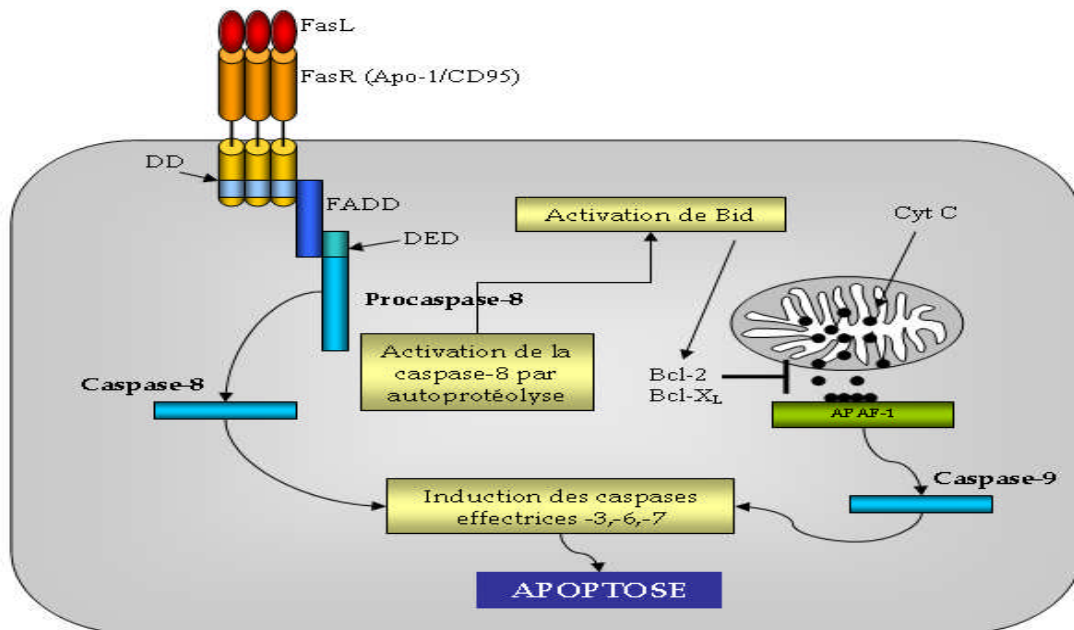 FasL
FasR (Apo-1/CD95)
DD
FADD
DED
Procaspase-8
Activation de Bid
Cyt C
Activation de la
caspase-8 par
autoprotéolyse
Caspase-8
Bcl-2
Bcl-XL
APAF-1
Caspase-9
Induction des caspases
effectrices -3,-6,-7
APOPTOSE